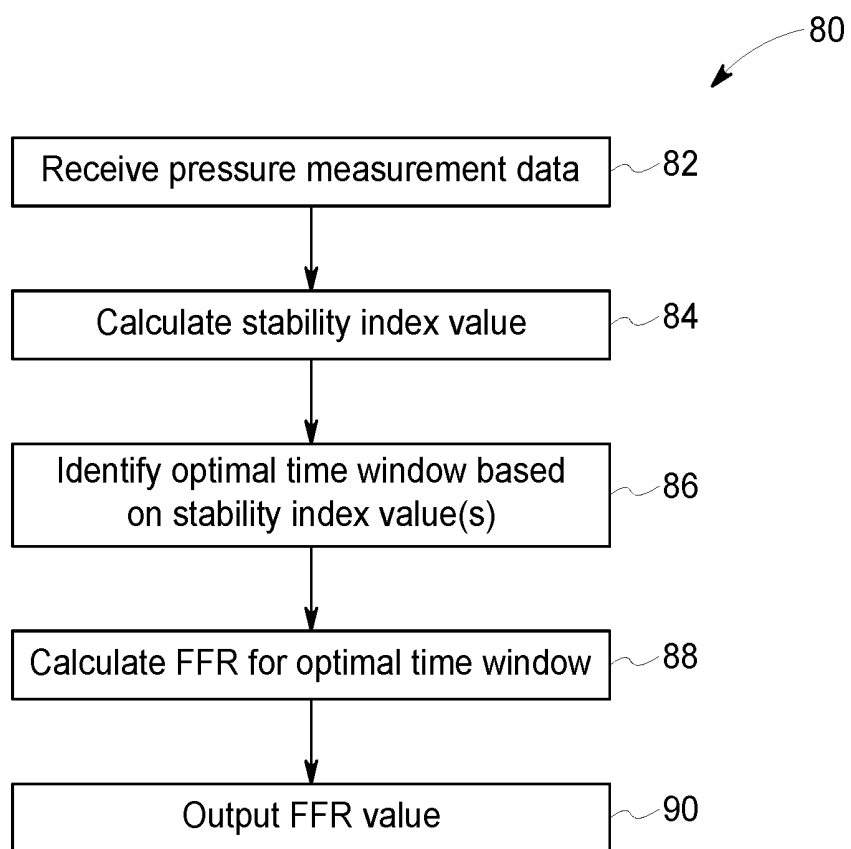 80
Receive pressure measurement data
82
Calculate stability index value
84
Identify optimal time window based
on stability index value(s)
86
Calculate FFR for optimal time window
88
Output FFR value
90